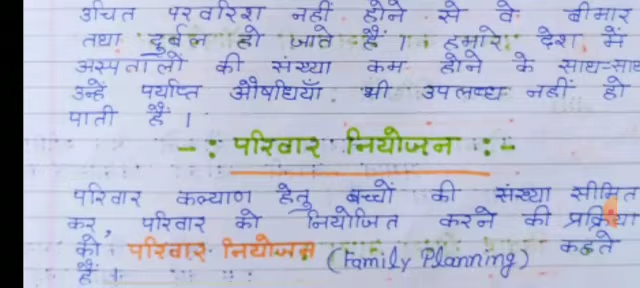 उचित परवरिश नहीं होने से वे बीमार
तथा दुर्बल हो जाते हैं। हमारे देश में
अस्पतालों की संख्या कम होने के साथ-साथ
उन्हें पर्याप्त औषधियाँ भी उपलब्ध नहीं हो
पाती हैं।
-: परिवार नियोजन :-
परिवार कल्याण हेतु बच्चों की संख्या सीमित
कर, परिवार को नियोजित करने की प्रक्रिया
को परिवार नियोजन (Family Planning) कहते
हैं।